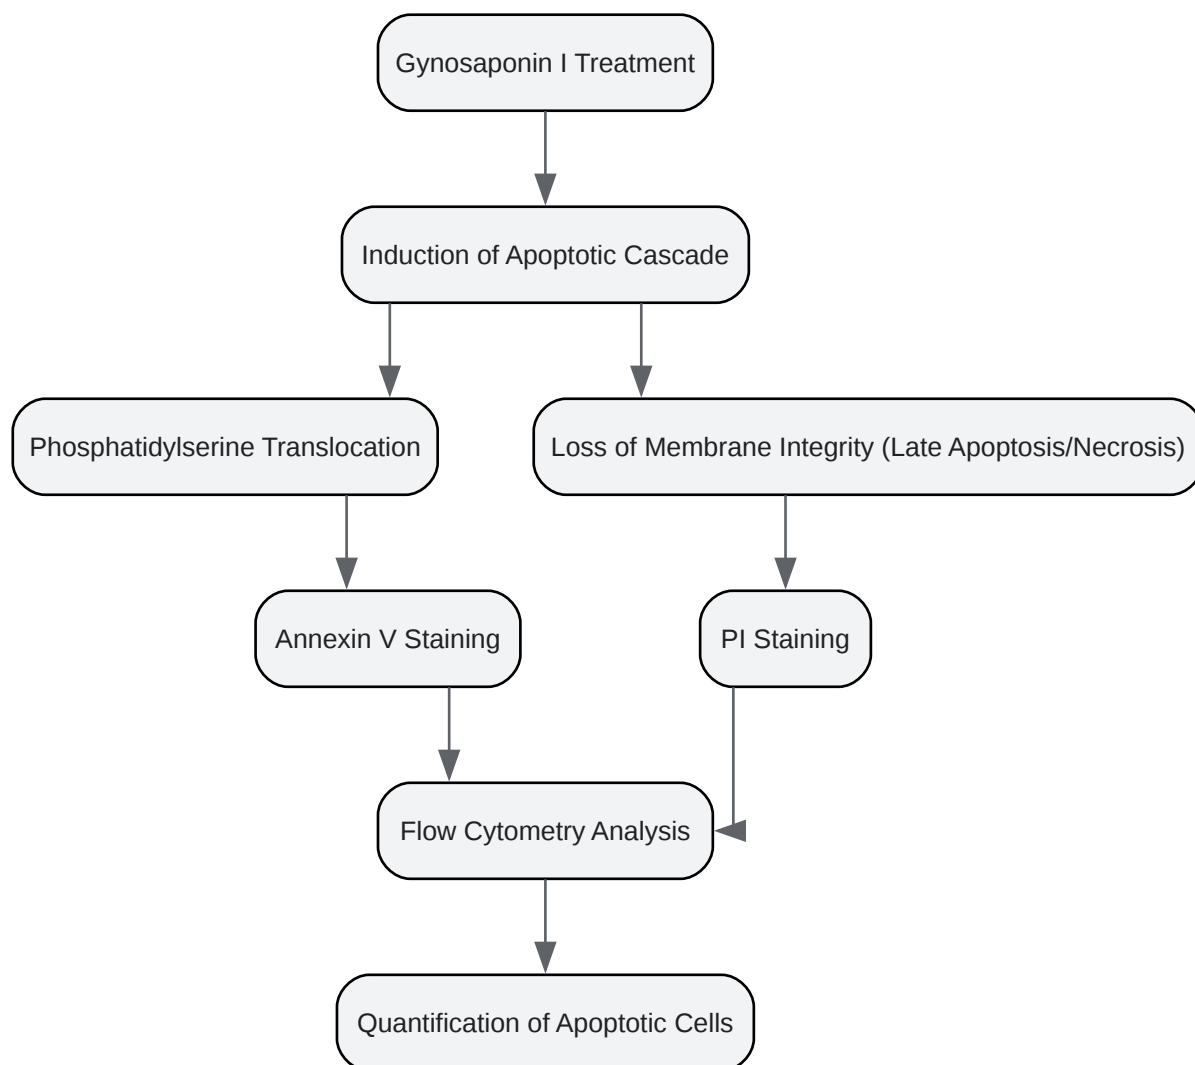 Gynosaponin I Treatment
Induction of Apoptotic Cascade
Phosphatidylserine Translocation
Loss of Membrane Integrity (Late Apoptosis/Necrosis)
Annexin V Staining
PI Staining
Flow Cytometry Analysis
Quantification of Apoptotic Cells